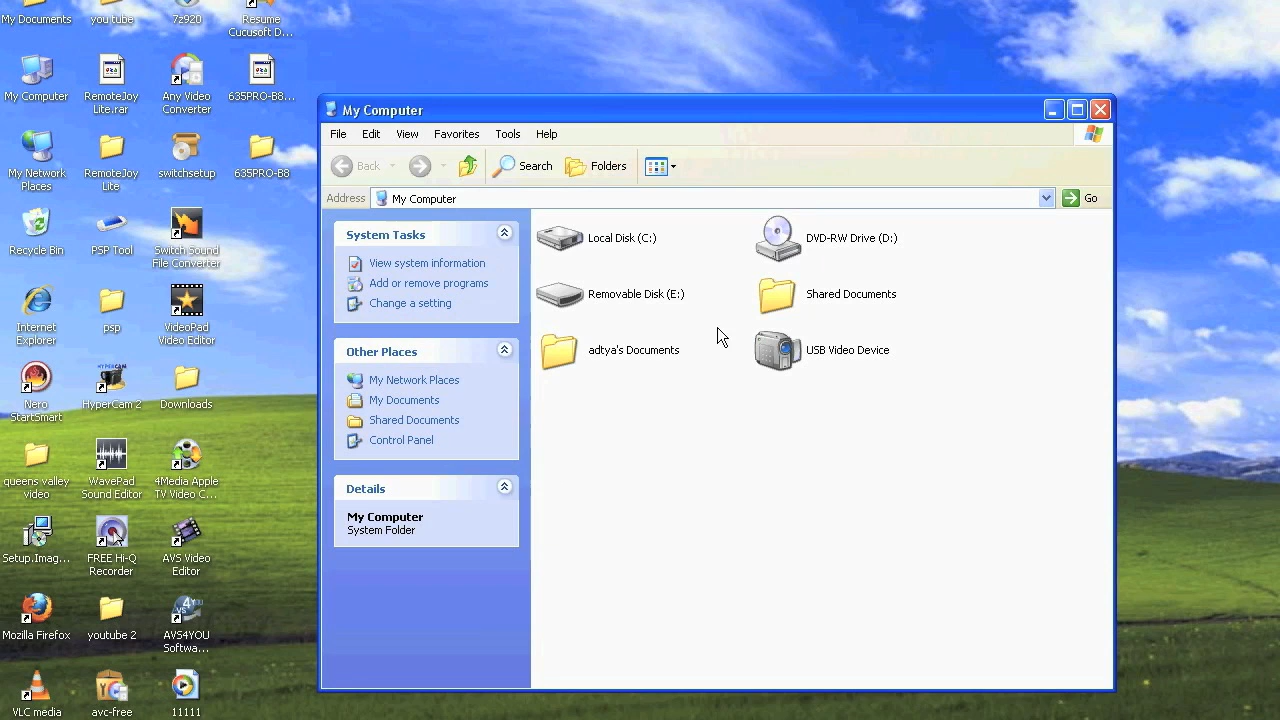 My Documents
you tube
7z920
Resume
Cucusoft D...
My Computer
RemoteJoy
Lite.rar
Any Video
Converter
635PRO-B8...
My Network
Places
RemoteJoy
Lite
switchsetup
635PRO-B8
Recycle Bin
PSP Tool
Switch Sound
File Converter
Internet
Explorer
psp
VideoPad
Video Editor
Nero
StartSmart
HyperCam 2
Downloads
queens valley
video
WavePad
Sound Editor
4Media Apple
TV Video C...
Setup.Imag...
FREE Hi-Q
Recorder
AVS Video
Editor
Mozilla Firefox
youtube 2
AVS4YOU
Softwa...
VLC media
avc-free
11111
My Computer
File Edit View Favorites Tools Help
Back Search Folders
Address My Computer Go
System Tasks
View system information
Add or remove programs
Change a setting
Other Places
My Network Places
My Documents
Shared Documents
Control Panel
Details
My Computer
System Folder
Local Disk (C:)
DVD-RW Drive (D:)
Removable Disk (E:)
Shared Documents
adtya's Documents
USB Video Device